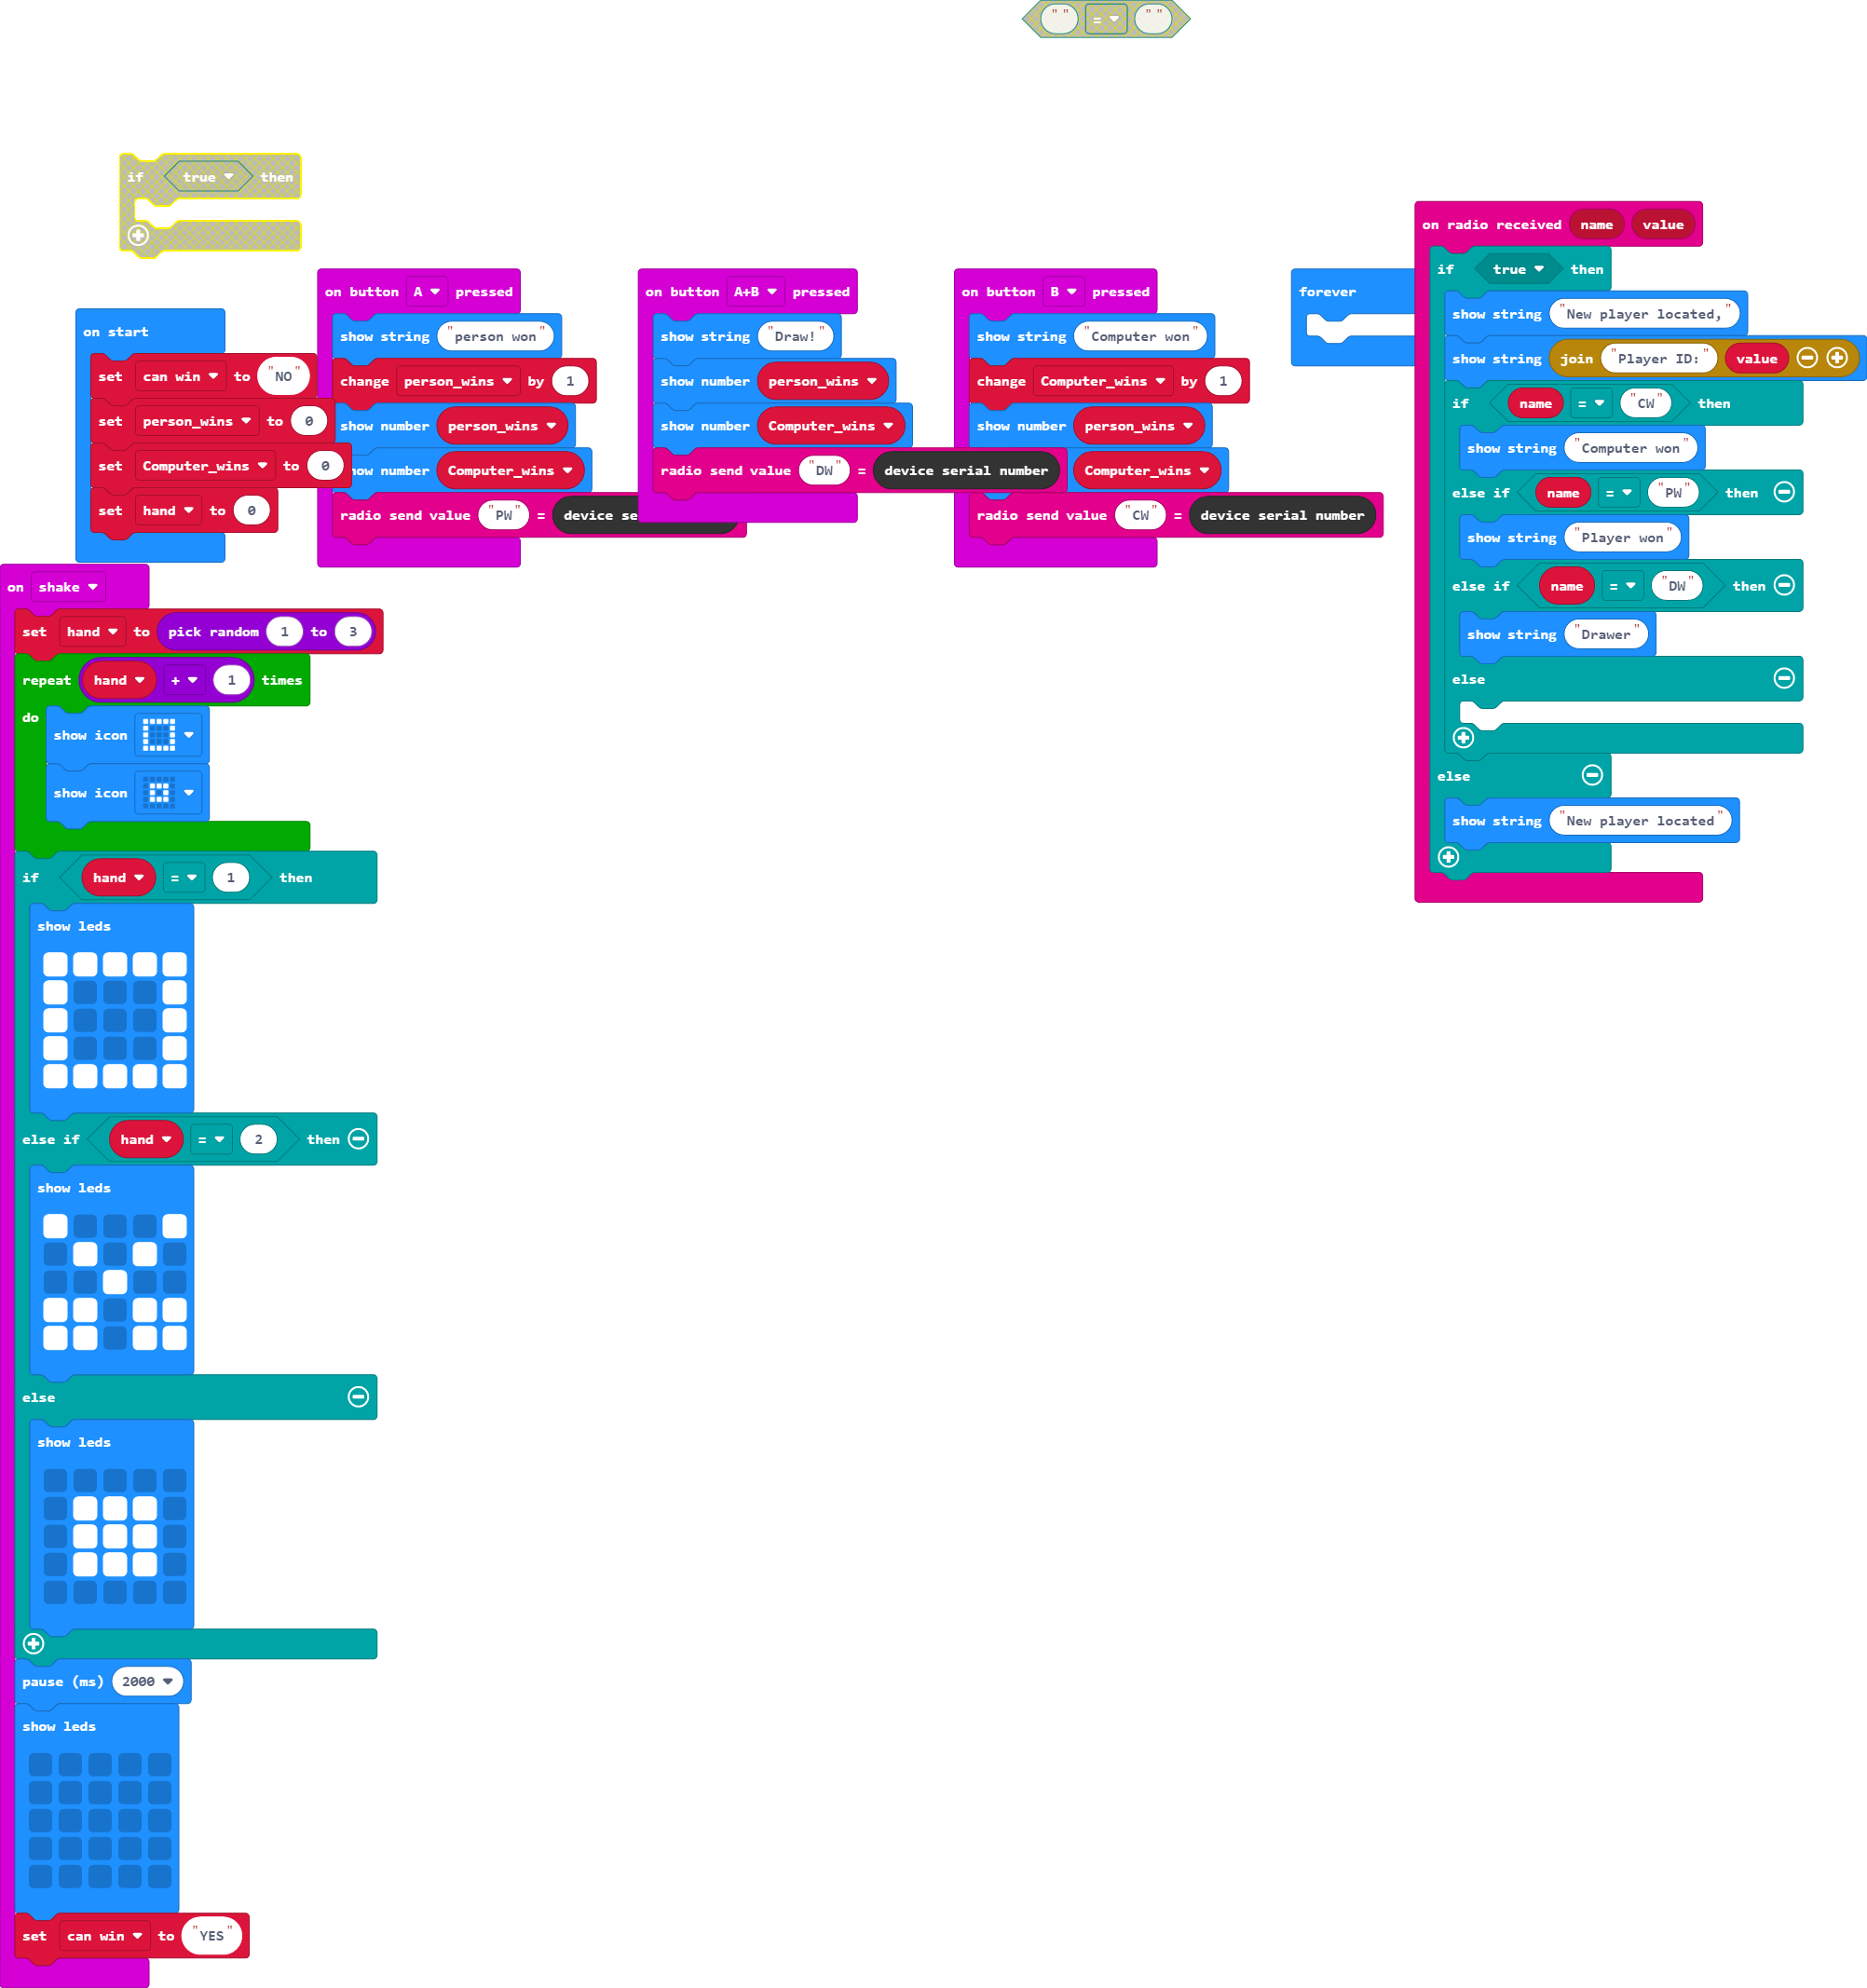 " " = " "
if true then
on start
set can win to "NO"
set person_wins to 0
set Computer_wins to 0
set hand to 0
on button A pressed
show string "person won"
change person_wins by 1
show number person_wins
how number Computer_wins
radio send value "PW" = device se
on button A+B pressed
show string "Draw!"
show number person_wins
show number Computer_wins
radio send value "DW" = device serial number
on button B pressed
show string "Computer won"
change Computer_wins by 1
show number person_wins
Computer_wins
radio send value "CW" = device serial number
forever
on radio received name value
if true then
show string "New player located,"
show string join "Player ID:" value
if name = "CW" then
show string "Computer won"
else if name = "PW" then
show string "Player won"
else if name = "DW" then
show string "Drawer"
else
else
show string "New player located"
on shake
set hand to pick random 1 to 3
repeat hand + 1 times
do
show icon
show icon
if hand = 1 then
show leds
else if hand = 2 then
show leds
else
show leds
pause (ms) 2000
show leds
set can win to "YES"